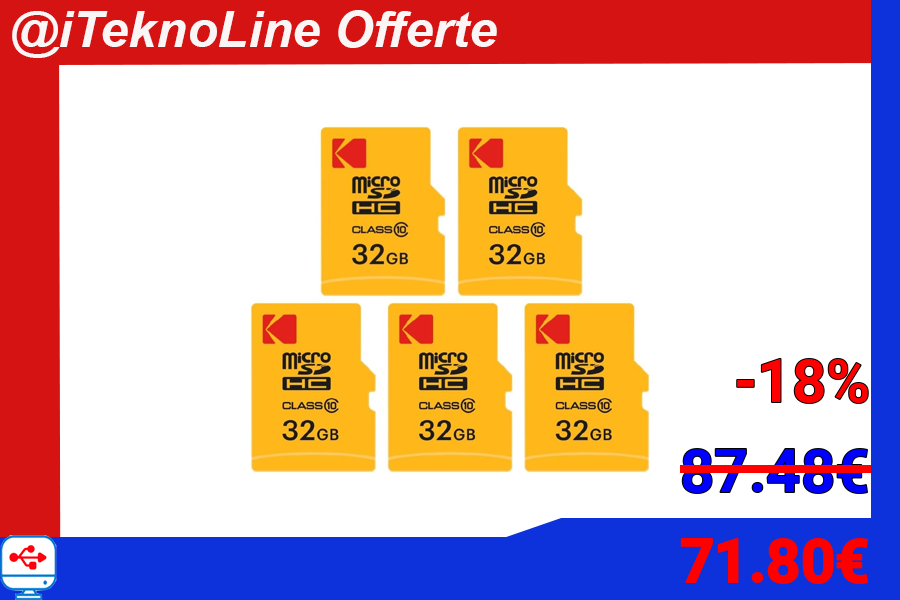 @iTeknoLine Offerte
Micro
SD
HC
CLASS 10
32GB
Micro
SD
HC
CLASS 10
32GB
Micro
SD
HC
CLASS 10
32GB
Micro
SD
HC
CLASS 10
32GB
Micro
SD
HC
CLASS 10
32GB
-18%
87.48€
71.80€